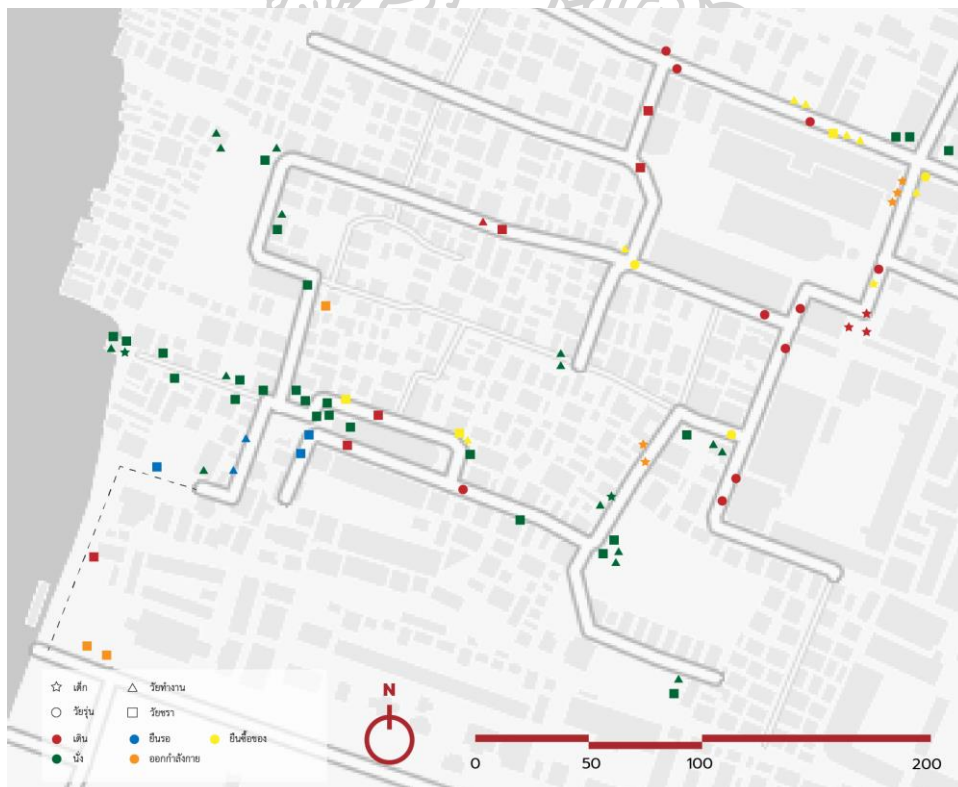 เด็ก วัยทำงาน
วัยรุ่น วัยชรา
เดิน ยืนรอ ยืนซื้อของ
นั่ง ออกกำลังกาย
N
0 50 100 200